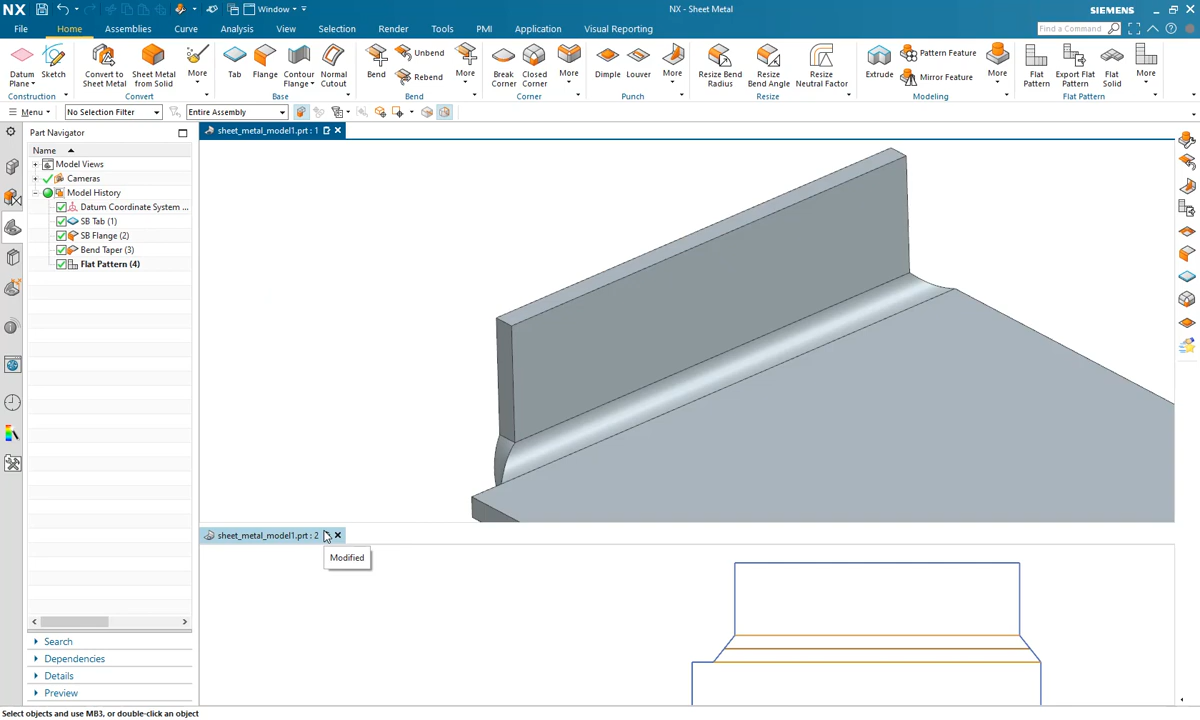 NX
Window
NX - Sheet Metal
SIEMENS
File
Home
Assemblies
Curve
Analysis
View
Selection
Render
Tools
PMI
Application
Visual Reporting
Find a Command
Datum Plane
Sketch
Construction
Convert to Sheet Metal
Sheet Metal from Solid
More
Convert
Tab
Flange
Contour Flange
Normal Cutout
Base
Bend
Unbend
Rebend
More
Bend
Break Corner
Closed Corner
More
Corner
Dimple
Louver
More
Punch
Resize Bend Radius
Resize Bend Angle
Resize Neutral Factor
Resize
Extrude
Pattern Feature
Mirror Feature
More
Modeling
Flat Pattern
Export Flat Pattern
Flat Solid
More
Flat Pattern
Menu
No Selection Filter
Entire Assembly
Part Navigator
sheet_metal_model1.prt : 1
Name
Model Views
Cameras
Model History
Datum Coordinate System ...
SB Tab (1)
SB Flange (2)
Bend Taper (3)
Flat Pattern (4)
sheet_metal_model1.prt : 2
Modified
Search
Dependencies
Details
Preview
Select objects and use MB3, or double-click an object